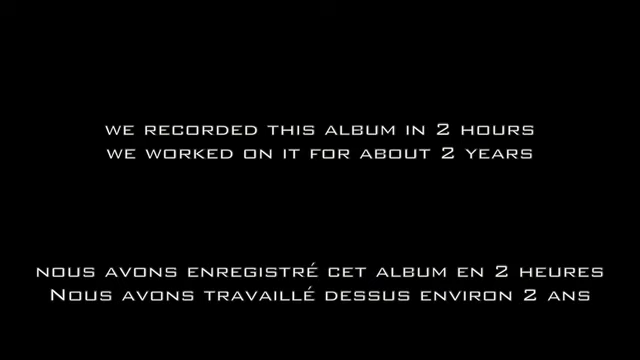 WE RECORDED THIS ALBUM IN 2 HOURS
WE WORKED ON IT FOR ABOUT 2 YEARS
NOUS AVONS ENREGISTRÉ CET ALBUM EN 2 HEURES
NOUS AVONS TRAVAILLÉ DESSUS ENVIRON 2 ANS